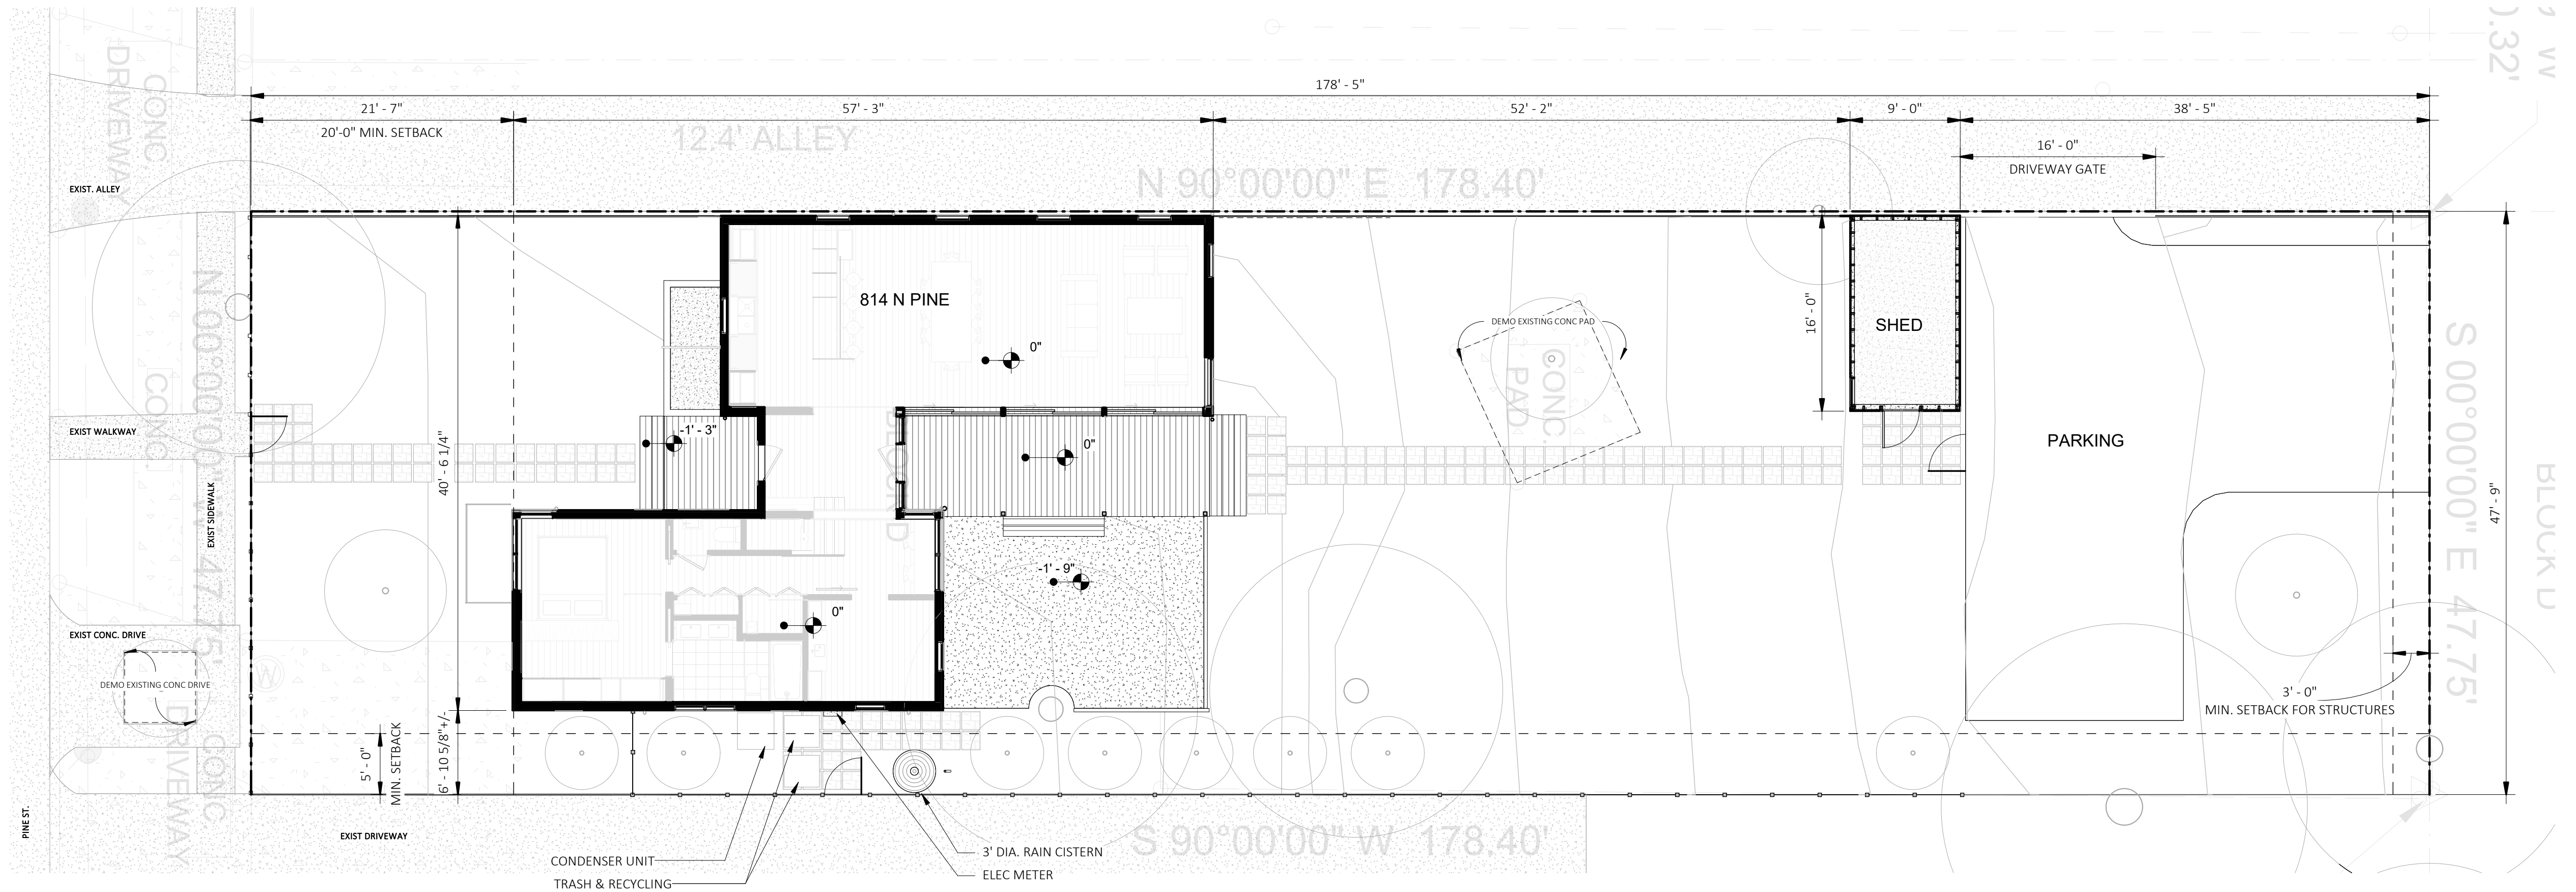 178' - 5"
21' - 7"
57' - 3"
52' - 2"
9' - 0"
38' - 5"
20'-0" MIN. SETBACK
16' - 0"
DRIVEWAY GATE
12.4' ALLEY
N 90°00'00" E 178.40'
CONC.
DRIVEWAY
0.32'
W
EXIST. ALLEY
814 N PINE
0"
DEMO EXISTING CONC PAD
CONC.
PAD
16' - 0"
SHED
PARKING
EXIST WALKWAY
CONC.
N 00°00'00" W 47.75'
EXIST SIDEWALK
40' - 6 1/4"
-1' - 3"
0"
-1' - 9"
0"
S 00°00'00" E 47.75'
47' - 9"
BLOCK D
EXIST CONC. DRIVE
DEMO EXISTING CONC DRIVE
W
CONC
DRIVEWAY
5' - 0"
MIN. SETBACK
6' - 10 5/8"+/-
3' - 0"
MIN. SETBACK FOR STRUCTURES
PINE ST.
EXIST DRIVEWAY
S 90°00'00" W 178.40'
CONDENSER UNIT
TRASH & RECYCLING
3' DIA. RAIN CISTERN
ELEC METER